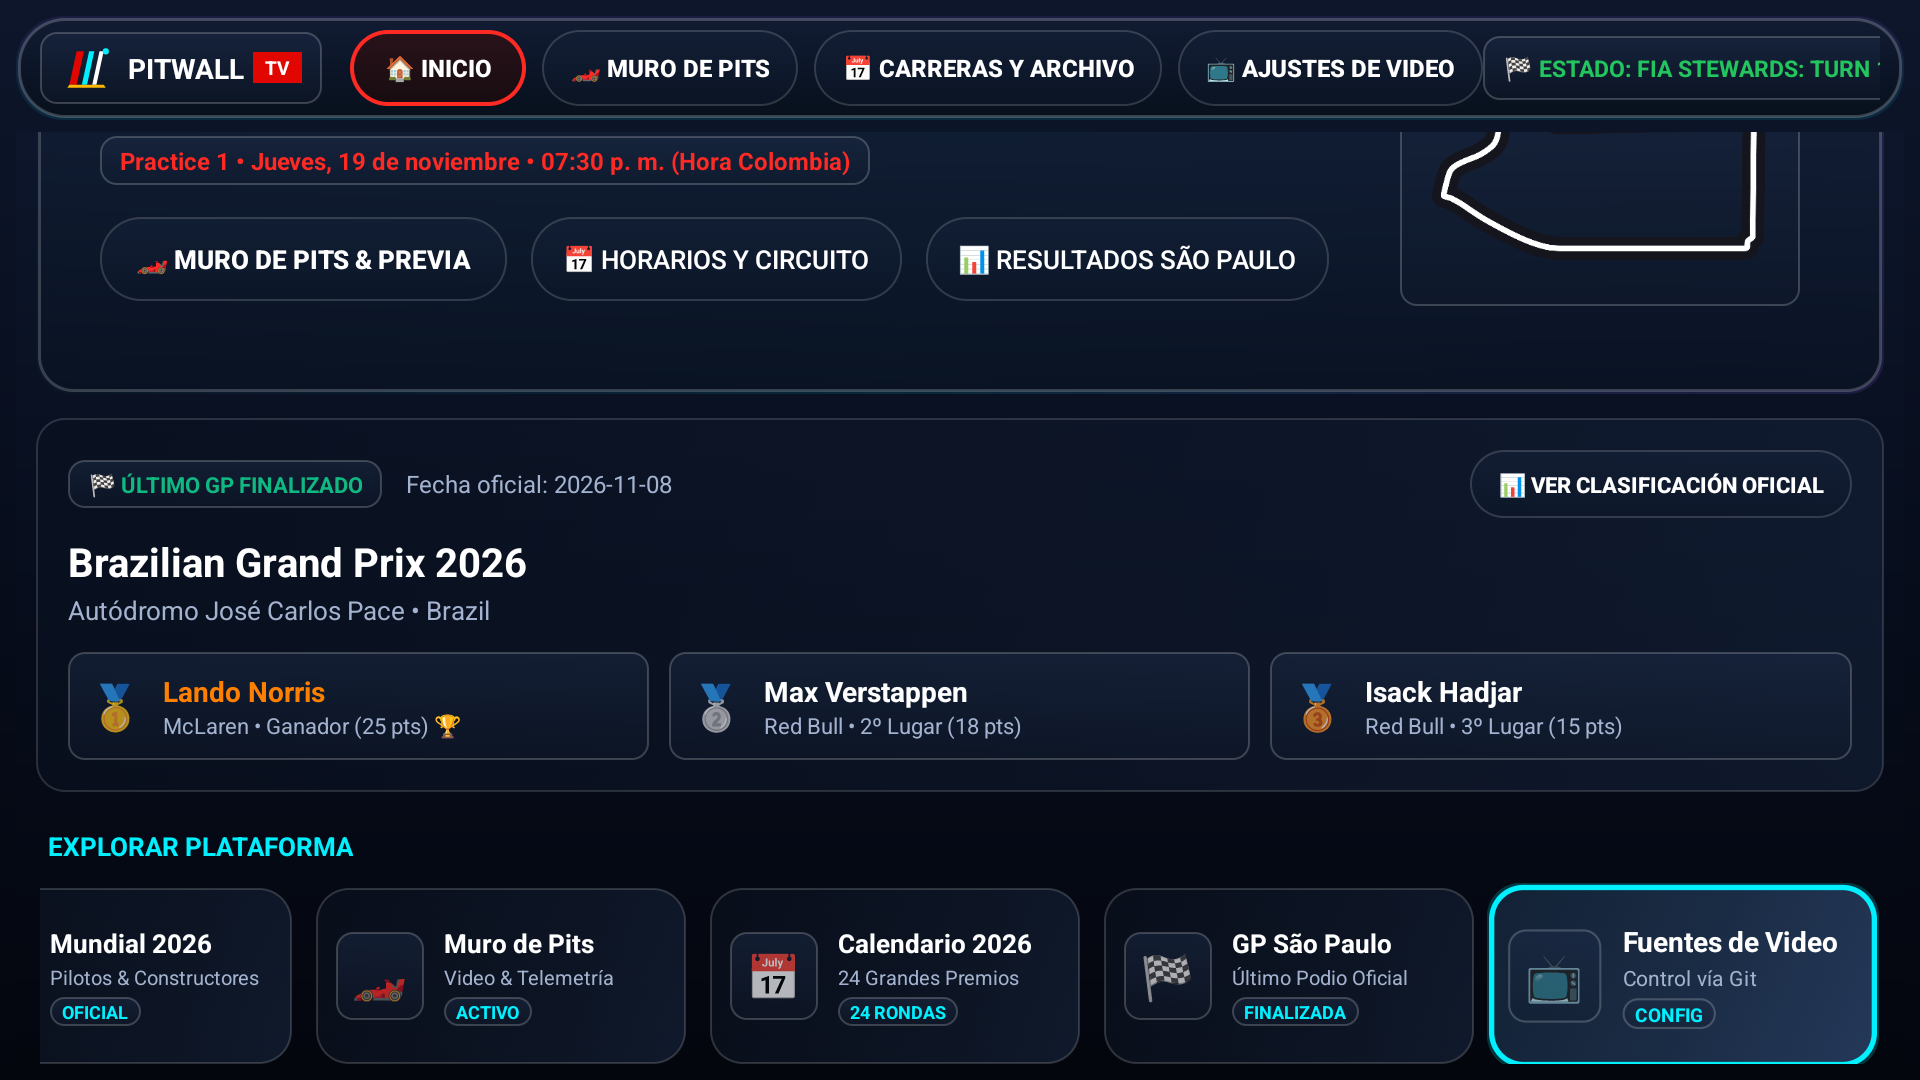 PITWALL TV
🏠 INICIO
🏎️ MURO DE PITS
📅 CARRERAS Y ARCHIVO
📺 AJUSTES DE VIDEO
🏁 ESTADO: FIA STEWARDS: TURN
Practice 1 • Jueves, 19 de noviembre • 07:30 p. m. (Hora Colombia)
🏎️ MURO DE PITS & PREVIA
📅 HORARIOS Y CIRCUITO
📊 RESULTADOS SÃO PAULO
🏁 ÚLTIMO GP FINALIZADO
Fecha oficial: 2026-11-08
📊 VER CLASIFICACIÓN OFICIAL
Brazilian Grand Prix 2026
Autódromo José Carlos Pace • Brazil
🥇 Lando Norris
McLaren • Ganador (25 pts) 🏆
🥈 Max Verstappen
Red Bull • 2º Lugar (18 pts)
🥉 Isack Hadjar
Red Bull • 3º Lugar (15 pts)
EXPLORAR PLATAFORMA
Mundial 2026
Pilotos & Constructores
OFICIAL
Muro de Pits
Video & Telemetría
ACTIVO
Calendario 2026
24 Grandes Premios
24 RONDAS
GP São Paulo
Último Podio Oficial
FINALIZADA
Fuentes de Video
Control vía Git
CONFIG